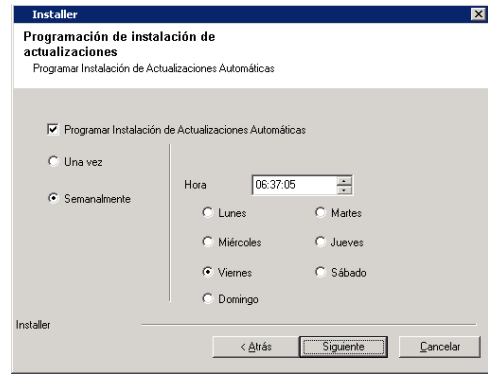 Installer
Programación de instalación de
actualizaciones
Programar Instalación de Actualizaciones Automáticas
Programar Instalación de Actualizaciones Automáticas
Una vez
Semanalmente
Hora 06:37:05
Lunes Martes
Miércoles Jueves
Viernes Sábado
Domingo
Installer
< Atrás Siguiente Cancelar